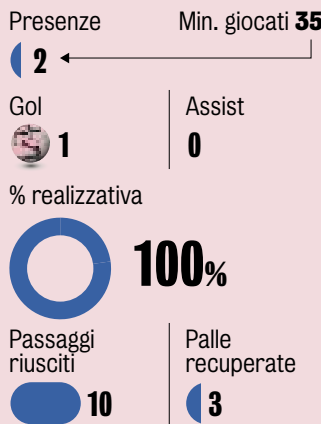 Presenze Min. giocati 35
2
Gol Assist
1 0
% realizzativa
100%
Passaggi Palle
riusciti recuperate
10 3